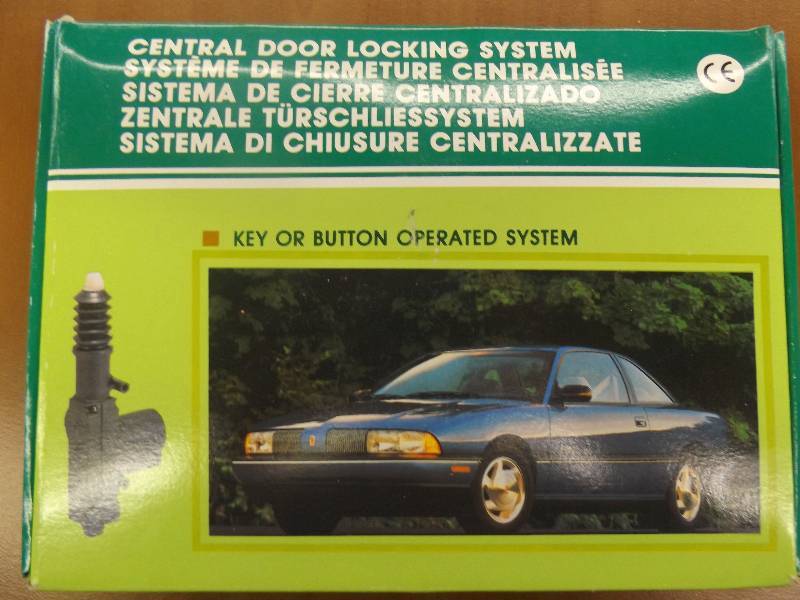 CENTRAL DOOR LOCKING SYSTEM
SYSTÈME DE FERMETURE CENTRALISÉE
SISTEMA DE CIERRE CENTRALIZADO
ZENTRALE TÜRSCHLIESSYSTEM
SISTEMA DI CHIUSURE CENTRALIZZATE
CE
KEY OR BUTTON OPERATED SYSTEM